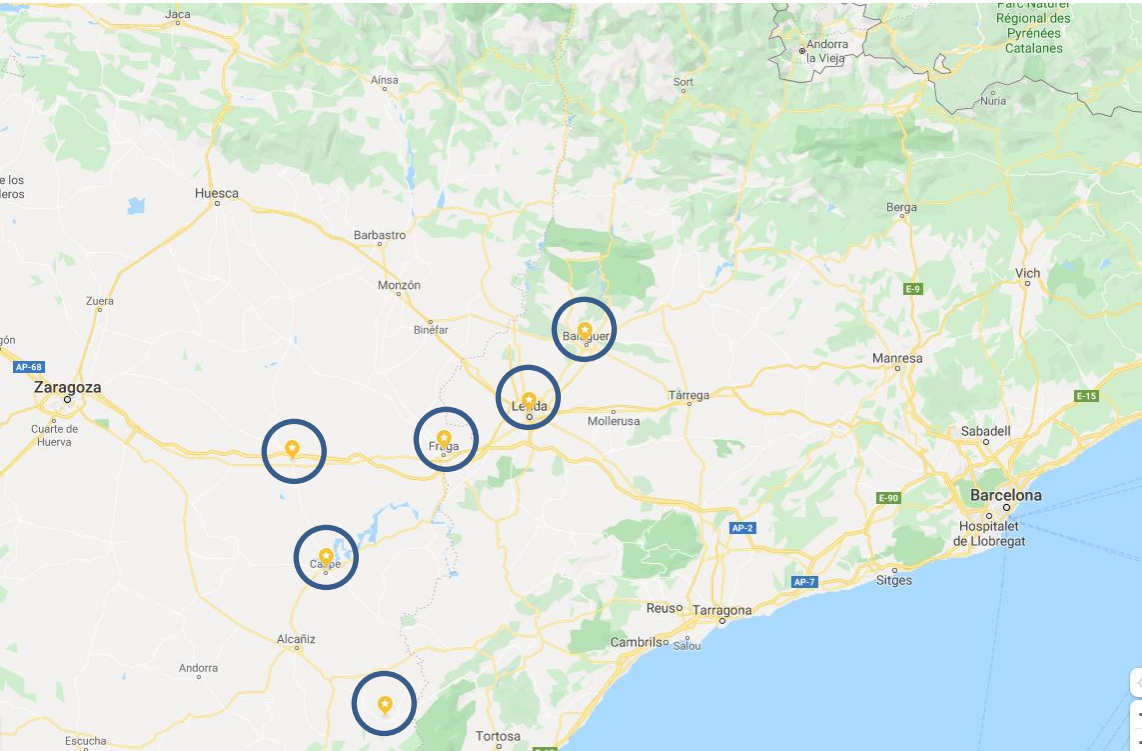 Jaca
Parc Naturel
Régional des
Pyrénées
Catalanes
Andorra
la Vieja
Aínsa
Sort
Nuria
e los
leros
Huesca
Berga
Barbastro
Vich
Monzón
E-9
Zuera
Binéfar
gón
Balaguer
AP-68
Manresa
Zaragoza
Tárrega
E-15
Lérida
Mollerusa
Cuarte de
Huerva
Sabadell
Fraga
E-90
Barcelona
AP-2
Hospitalet
de Llobregat
Caspe
AP-7
Sitges
Reus
Tarragona
Alcañiz
Cambrils
Salou
Andorra
Escucha
Tortosa